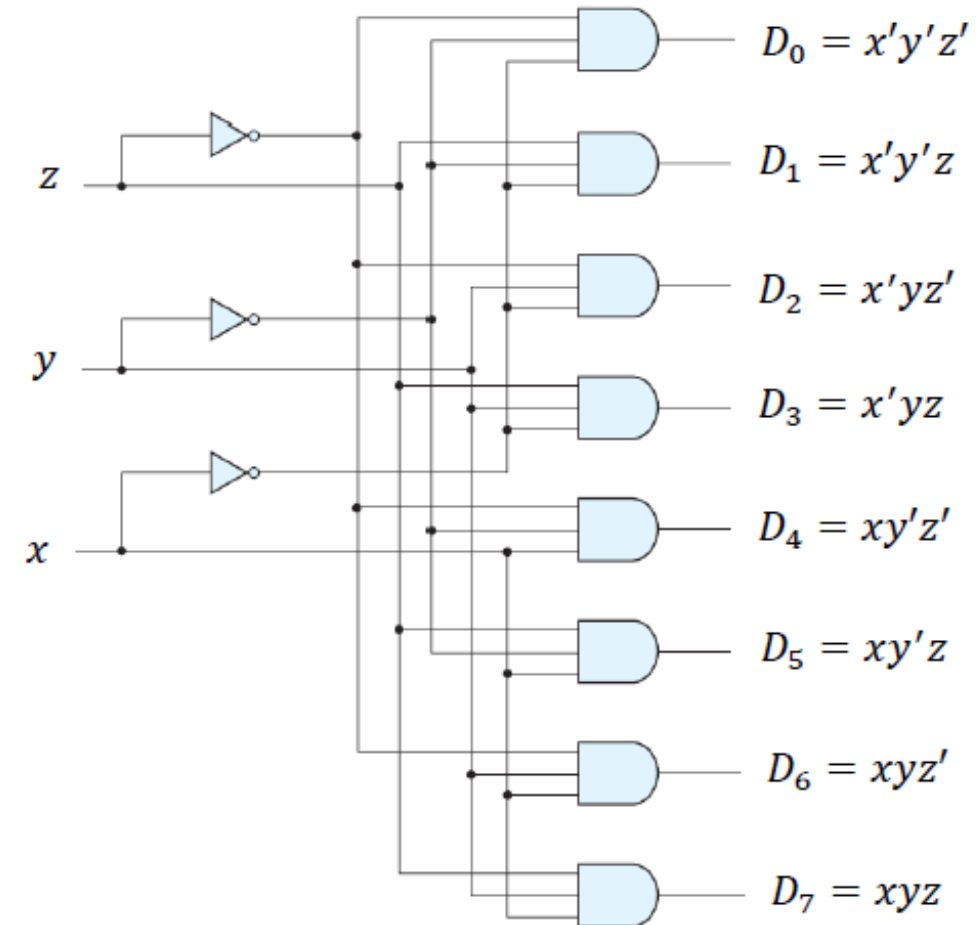 D₀ = x′y′z′
z
D₁ = x′y′z
D₂ = x′yz′
y
D₃ = x′yz
D₄ = xy′z′
x
D₅ = xy′z
D₆ = xyz′
D₇ = xyz